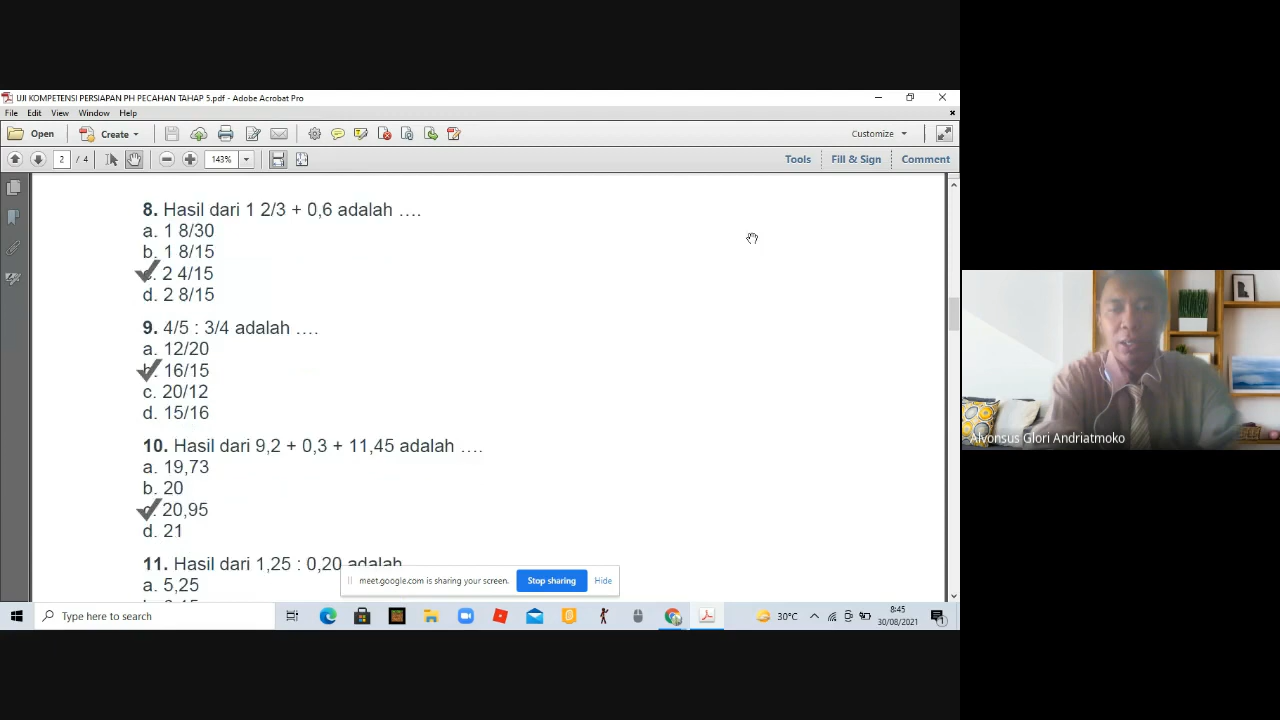 UJI KOMPETENSI PERSIAPAN PH PECAHAN TAHAP 5.pdf - Adobe Acrobat Pro
File Edit View Window Help
Open Create Customize
2 / 4 143% Tools Fill & Sign Comment
8. Hasil dari 1 2/3 + 0,6 adalah ....
a. 1 8/30
b. 1 8/15
c. 2 4/15
d. 2 8/15
9. 4/5 : 3/4 adalah ....
a. 12/20
b. 16/15
c. 20/12
d. 15/16
10. Hasil dari 9,2 + 0,3 + 11,45 adalah ....
a. 19,73
b. 20
c. 20,95
d. 21
11. Hasil dari 1,25 : 0,20 adalah
a. 5,25
meet.google.com is sharing your screen. Stop sharing Hide
Type here to search
30°C
8:45
30/08/2021
1
Alvonsus Glori Andriatmoko